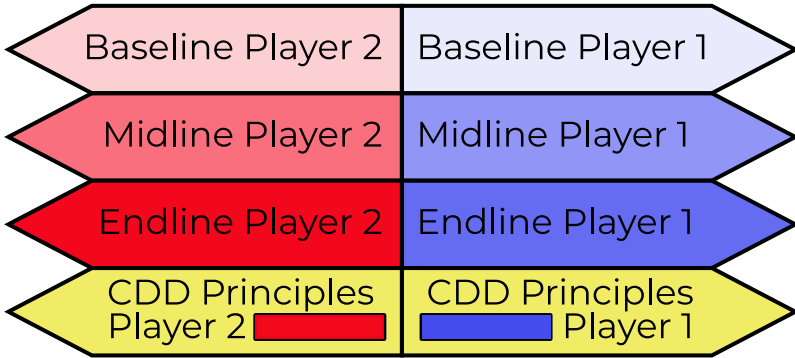 Baseline Player 2
Baseline Player 1
Midline Player 2
Midline Player 1
Endline Player 2
Endline Player 1
CDD Principles
Player 2
CDD Principles
Player 1